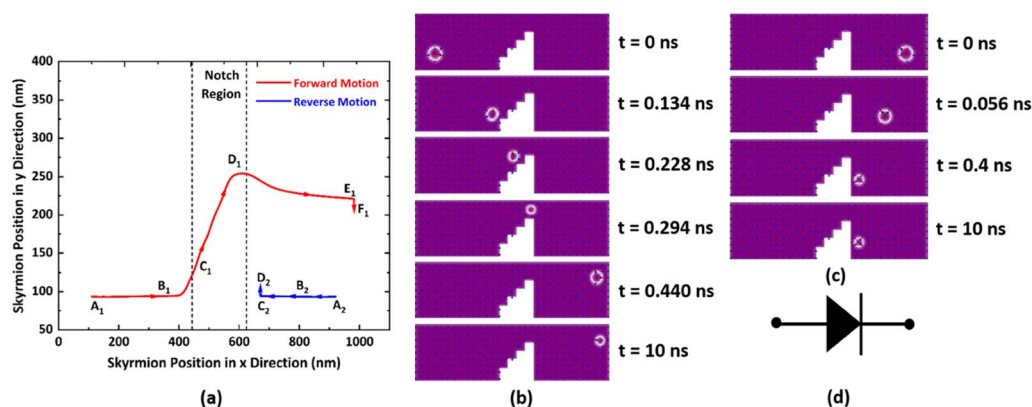 400
350
300
250
200
150
100
50
Skyrmion Position in y Direction (nm)
Notch
Region
Forward Motion
Reverse Motion
A₁
B₁
C₁
D₁
E₁
F₁
D₂
C₂
B₂
A₂
0 200 400 600 800 1000
Skyrmion Position in x Direction (nm)
(a)
(b)
t = 0 ns
t = 0.134 ns
t = 0.228 ns
t = 0.294 ns
t = 0.440 ns
t = 10 ns
(b)
(d)
t = 0 ns
t = 0.056 ns
t = 0.4 ns
t = 10 ns
(c)
(d)